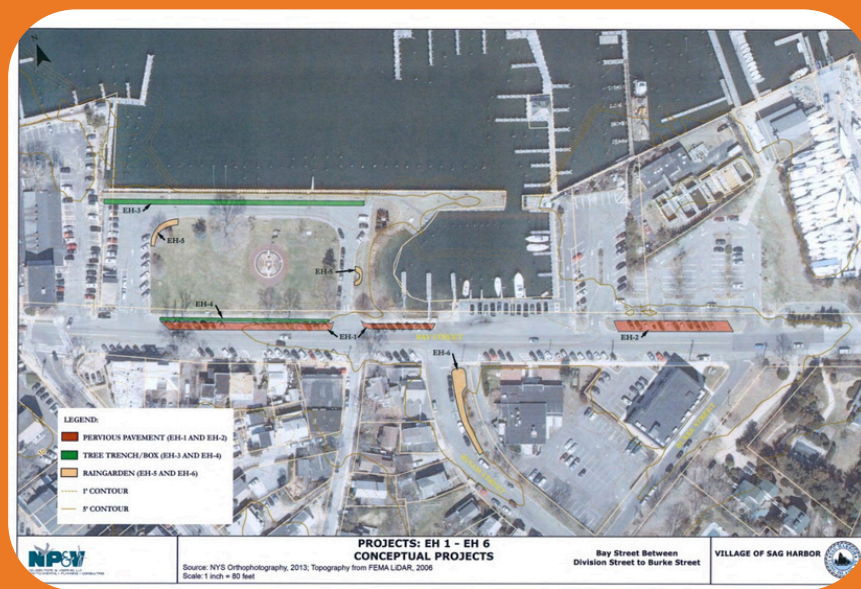 N
EH-3
EH-5
EH-5
EH-4
EH-1
BAY STREET
EH-2
EH-6
LEGEND:
PERVIOUS PAVEMENT (EH-1 AND EH-2)
TREE TRENCH/BOX (EH-3 AND EH-4)
RAINGARDEN (EH-5 AND EH-6)
1' CONTOUR
5' CONTOUR
NP&V
PROJECTS: EH 1 - EH 6
CONCEPTUAL PROJECTS
Source: NYS Orthophotography, 2013; Topography from FEMA LiDAR, 2006
Scale: 1 inch = 80 feet
Bay Street Between
Division Street to Burke Street
VILLAGE OF SAG HARBOR